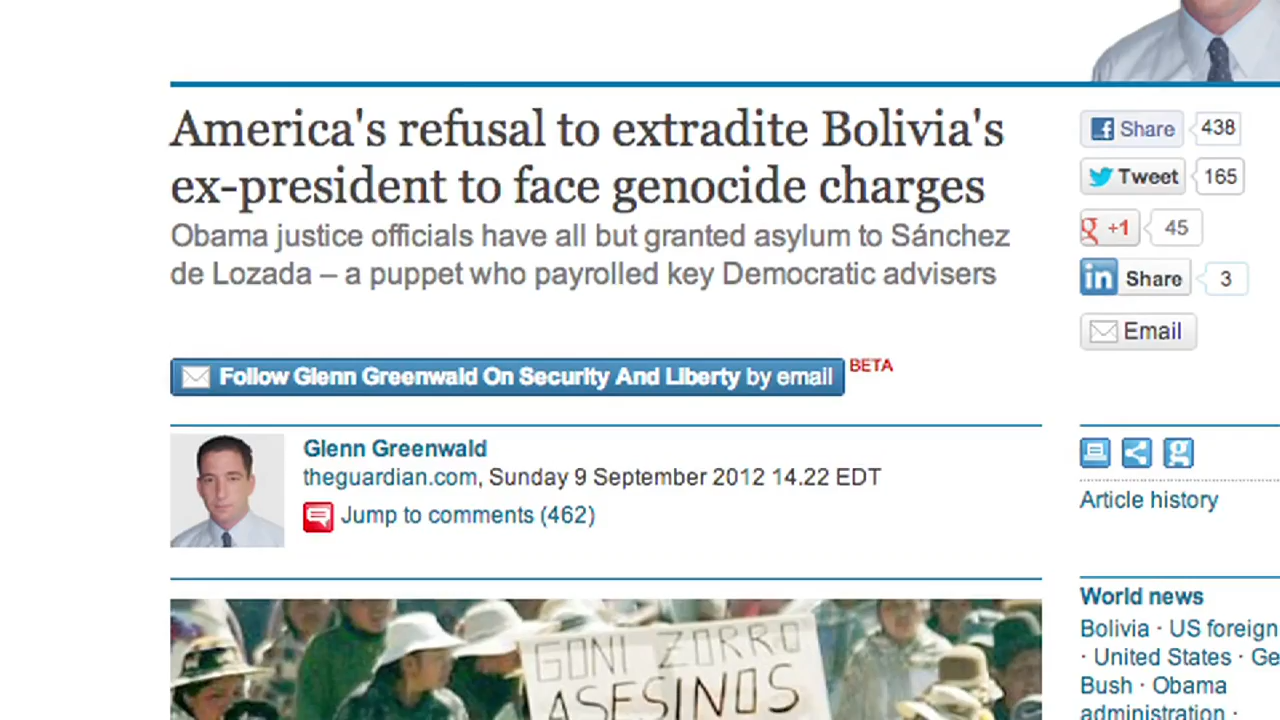 America's refusal to extradite Bolivia's
ex-president to face genocide charges
Obama justice officials have all but granted asylum to Sánchez
de Lozada – a puppet who payrolled key Democratic advisers
Follow Glenn Greenwald On Security And Liberty by email
BETA
Glenn Greenwald
theguardian.com, Sunday 9 September 2012 14.22 EDT
Jump to comments (462)
GONI ZORRO
ASESINOS
Share 438
Tweet 165
g +1 45
in Share 3
Email
Article history
World news
Bolivia · US foreign
· United States · Ge
Bush · Obama
administration ·